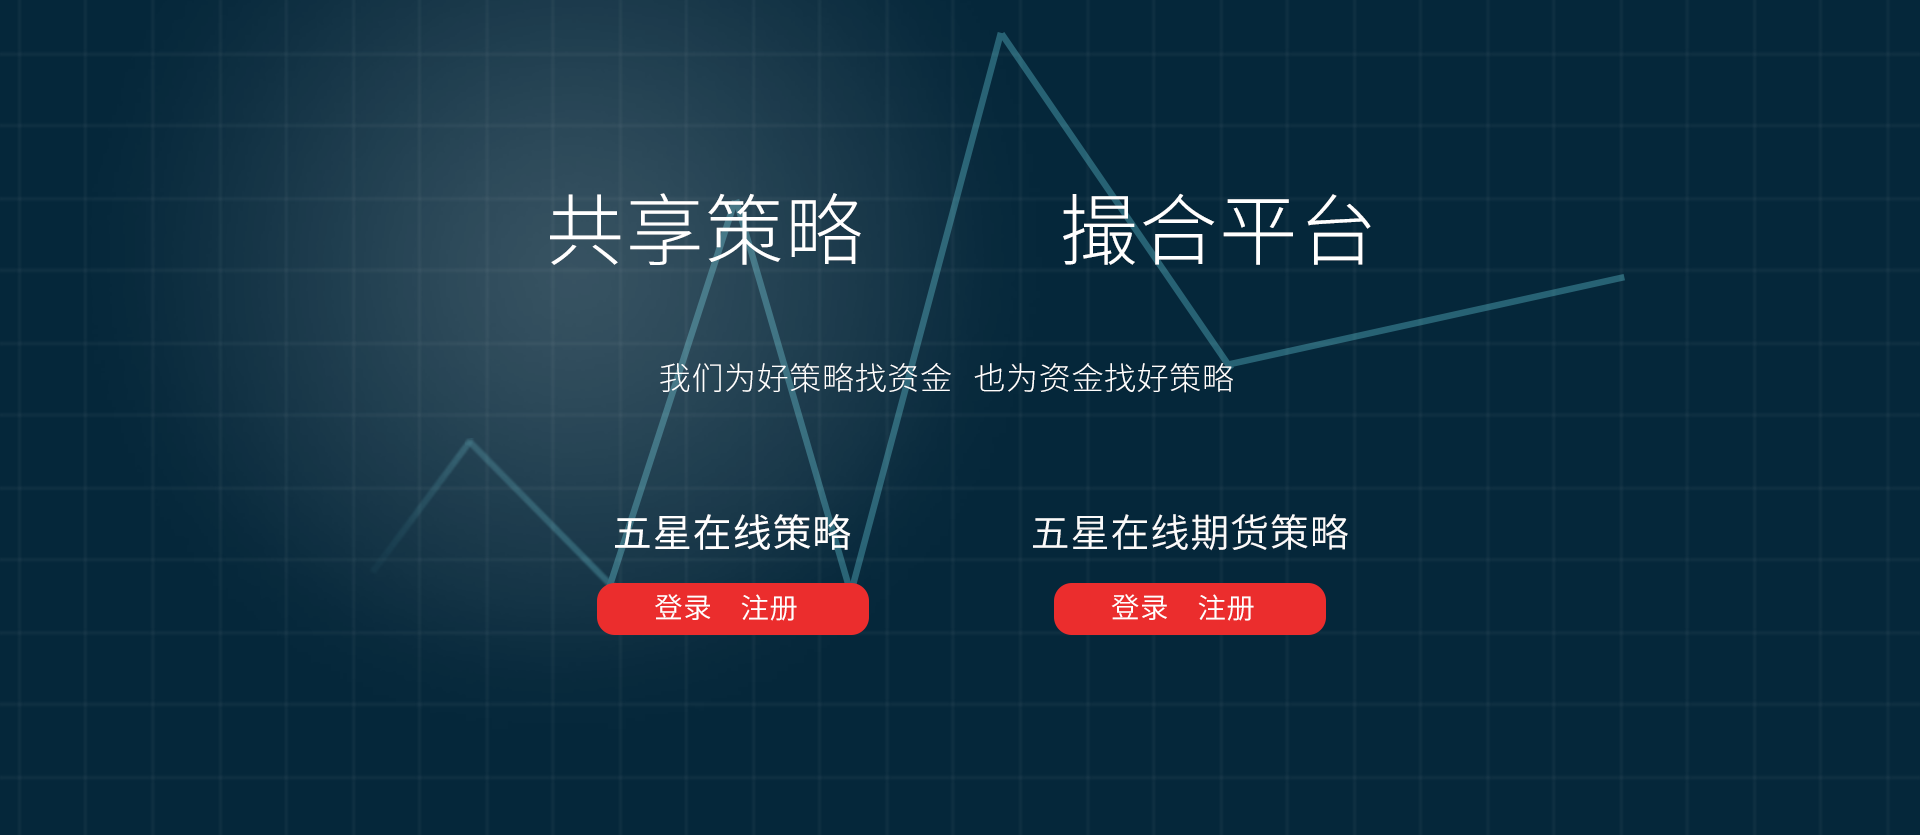 共享策略 撮合平台
我们为好策略找资金 也为资金找好策略
五星在线策略 五星在线期货策略
登录 注册 登录 注册